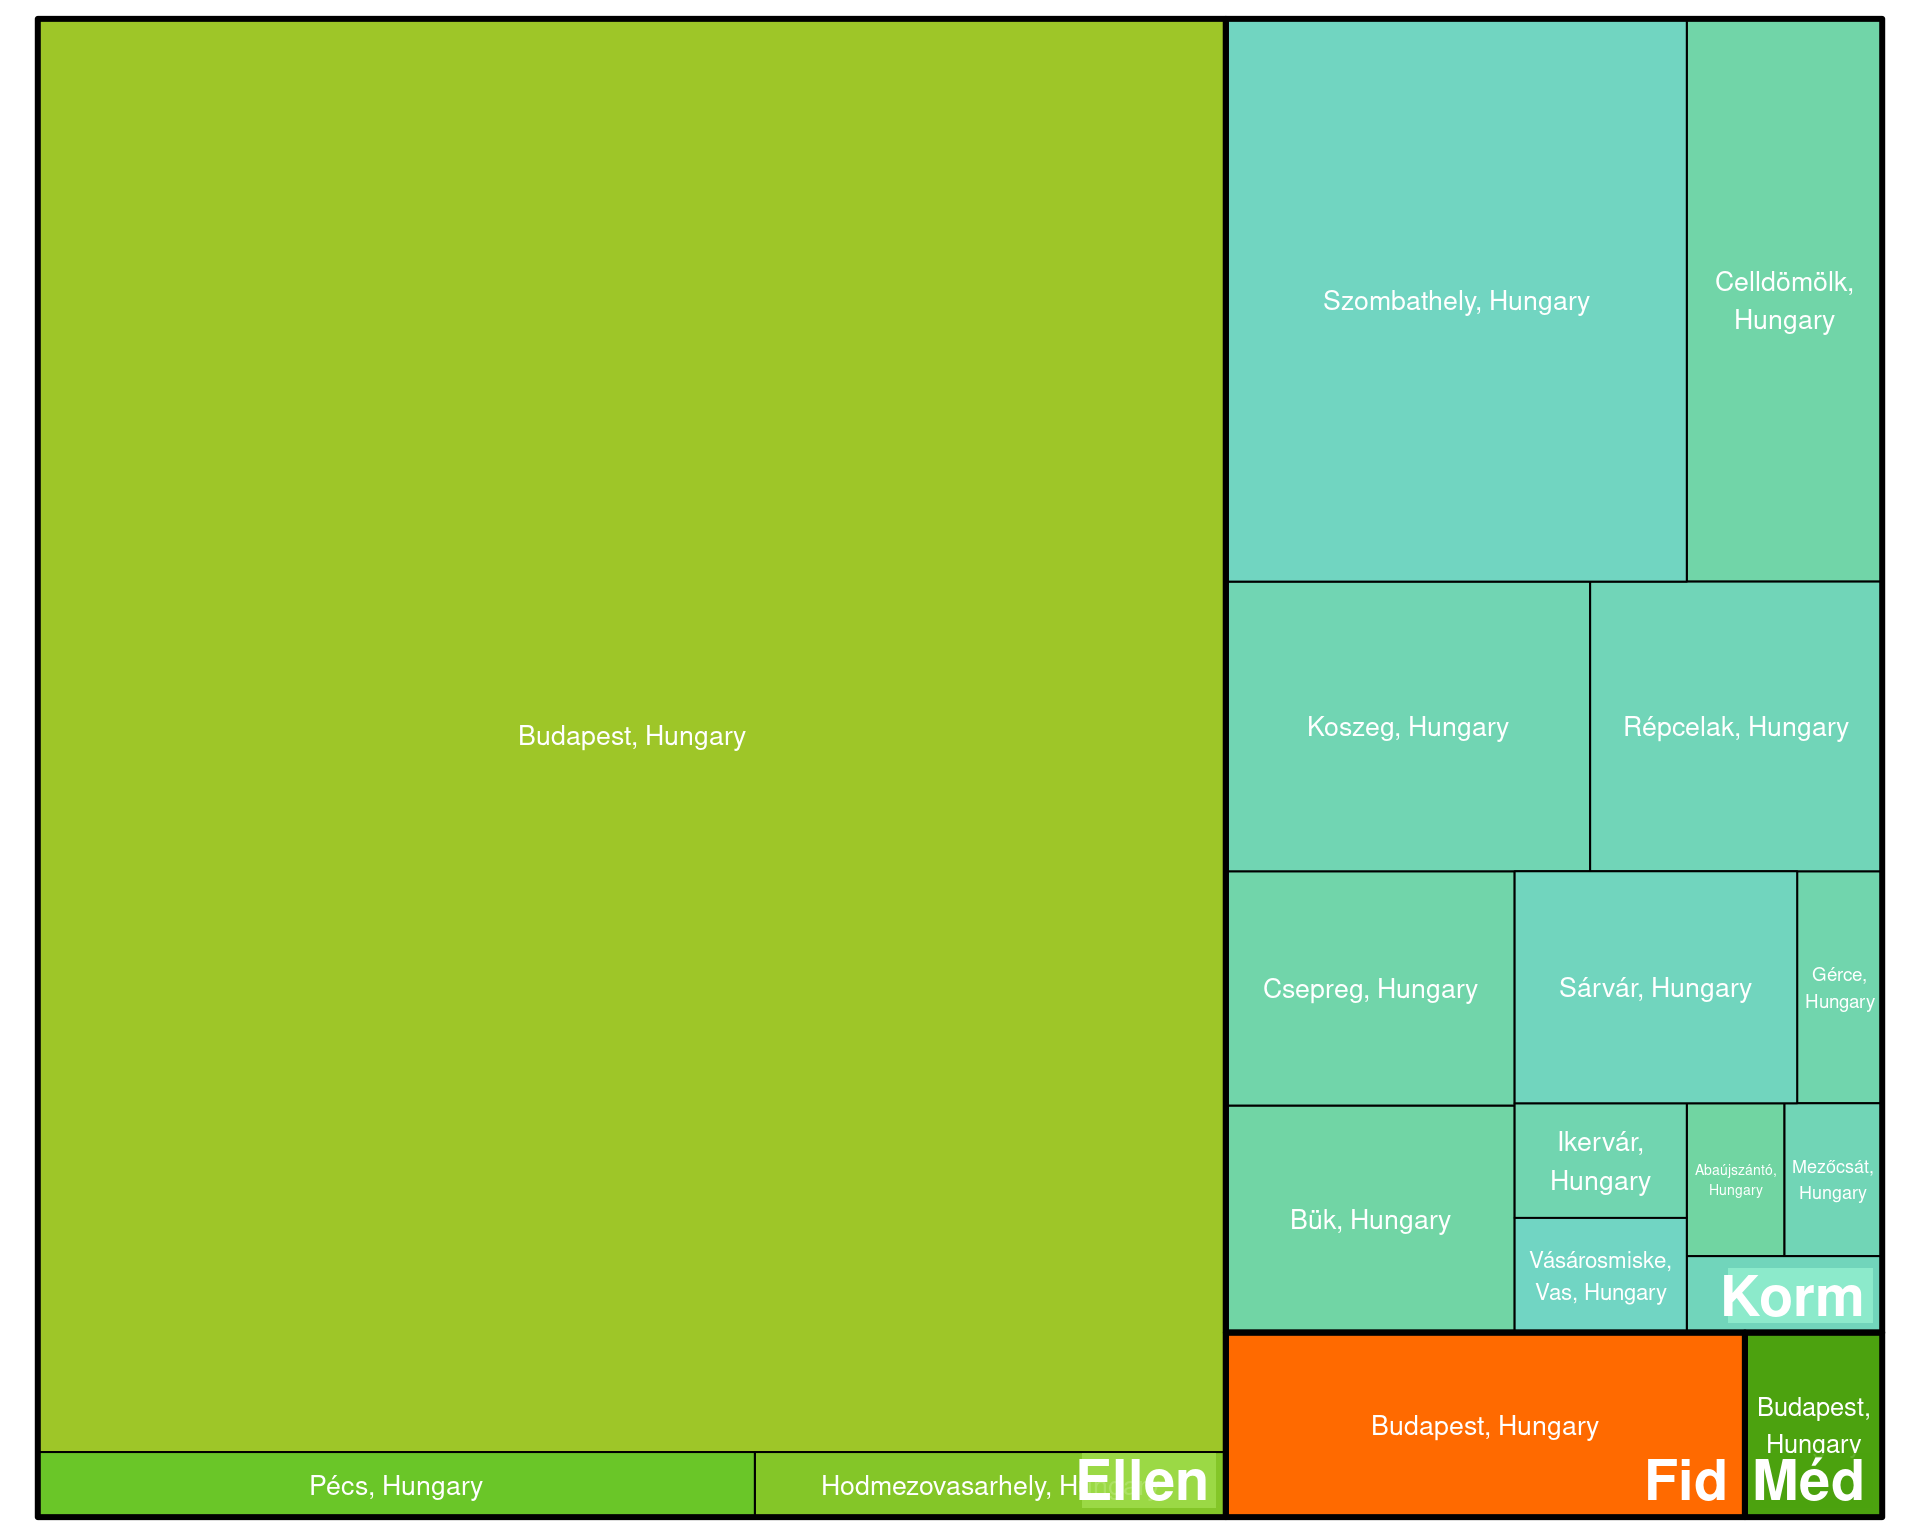 Budapest, Hungary
Pécs, Hungary
Hodmezovasarhely,
Ellen
Szombathely, Hungary
Celldömölk,
Hungary
Koszeg, Hungary
Répcelak, Hungary
Csepreg, Hungary
Sárvár, Hungary
Gérce,
Hungary
Bük, Hungary
Ikervár,
Hungary
Vásárosmiske,
Vas, Hungary
Abaújszántó,
Hungary
Mezőcsát,
Hungary
Korm
Budapest, Hungary
Fid
Budapest,
Hungary
Méd